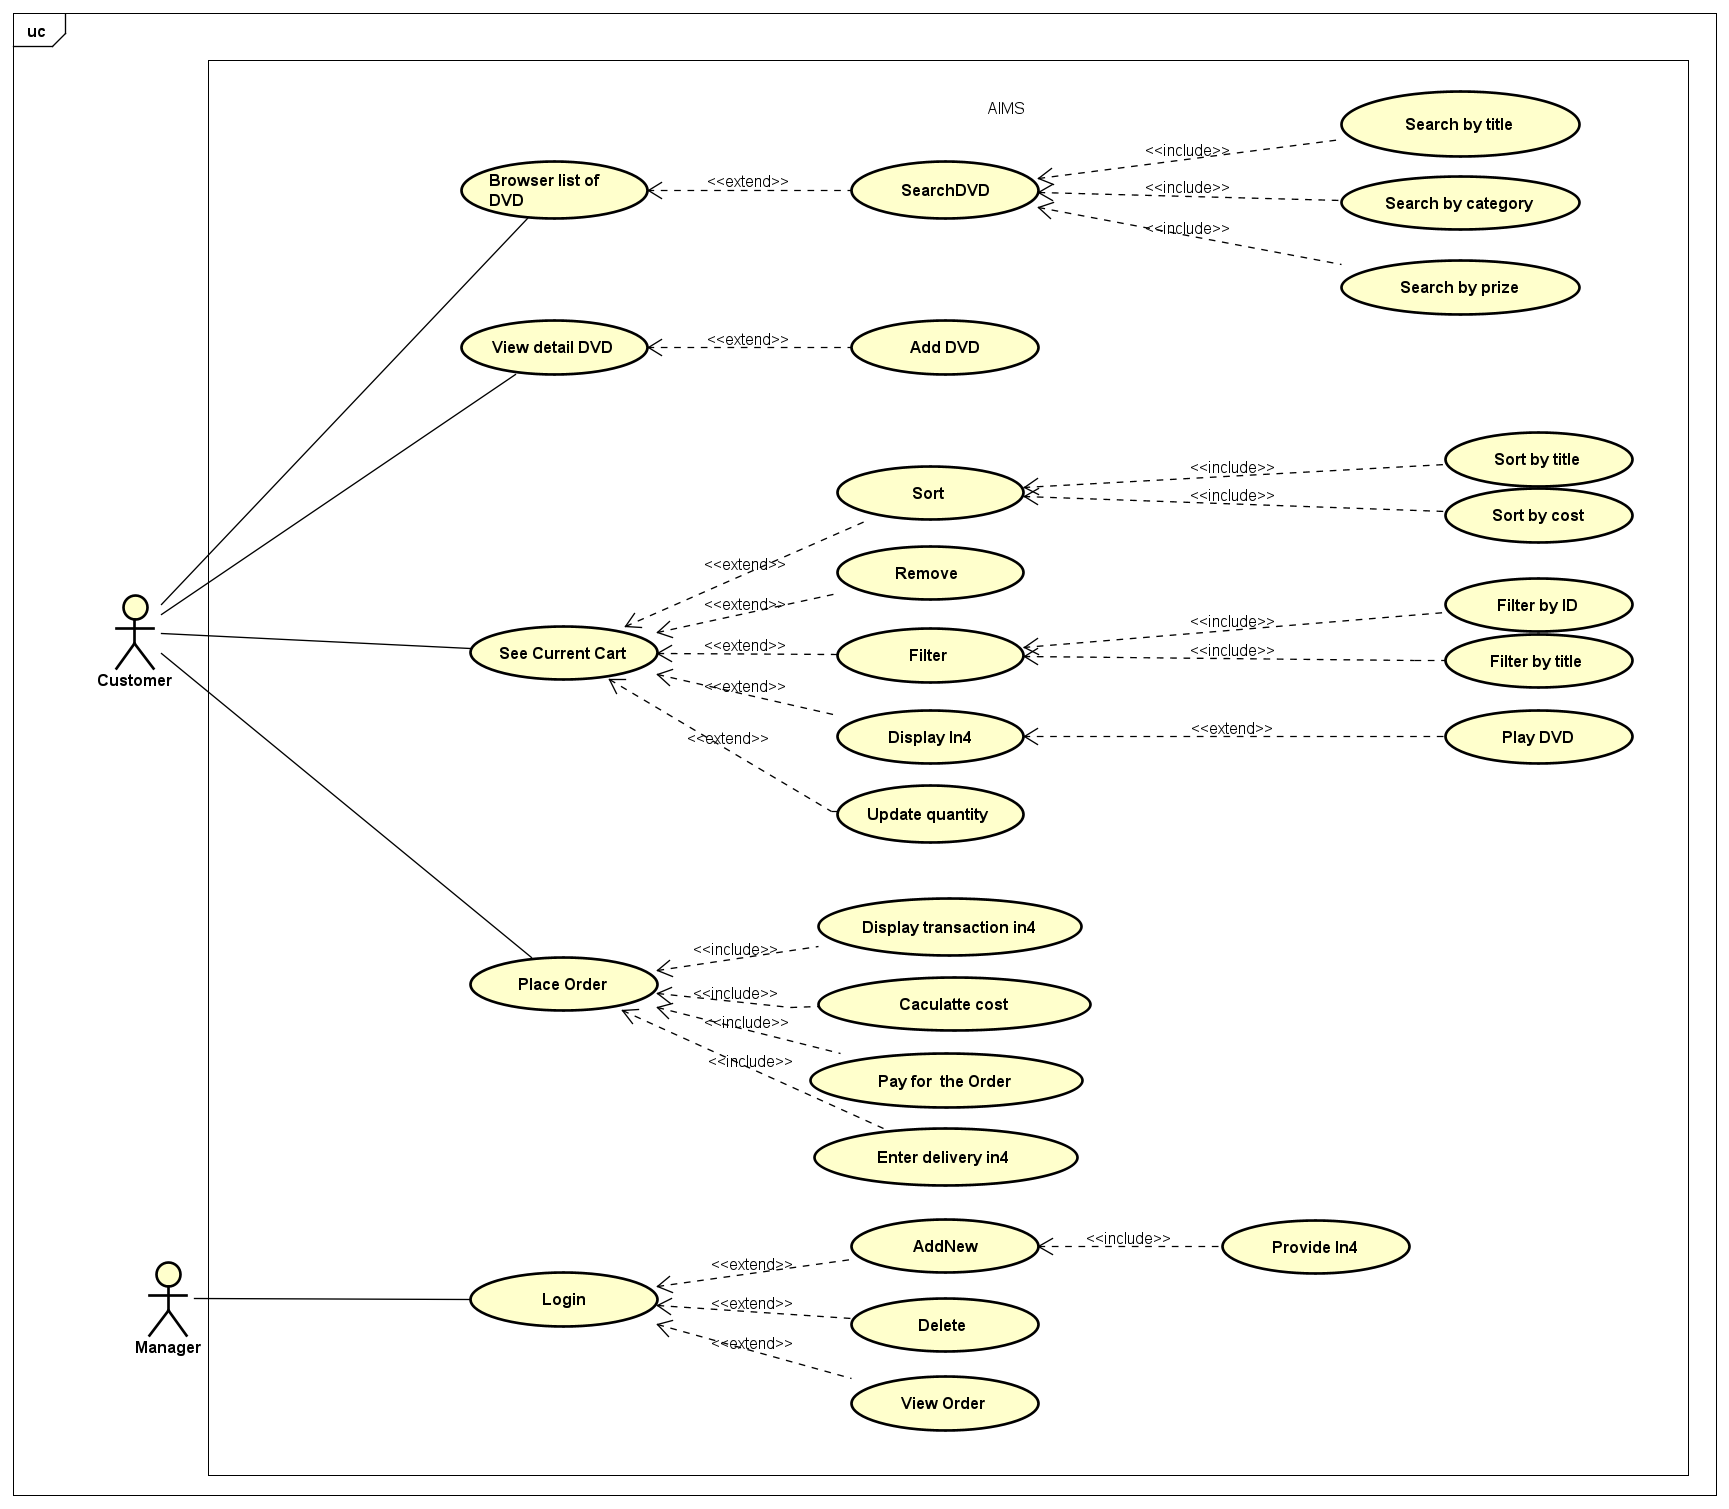 uc
AIMS
Search by title
<<include>>
Browser list of
DVD
<<extend>>
SearchDVD
<<include>>
Search by category
<<include>>
Search by prize
View detail DVD
<<extend>>
Add DVD
Sort by title
<<include>>
Sort
<<include>>
Sort by cost
<<extend>>
Remove
<<extend>>
Filter by ID
<<include>>
See Current Cart
<<extend>>
Filter
<<include>>
Filter by title
Customer
<<extend>>
Display In4
<<extend>>
Play DVD
<<extend>>
Update quantity
Display transaction in4
<<include>>
Place Order
<<include>>
Caculatte cost
<<include>>
<<include>>
Pay for  the Order
Enter delivery in4
AddNew
<<include>>
Provide In4
<<extend>>
Login
<<extend>>
Delete
Manager
<<extend>>
View Order